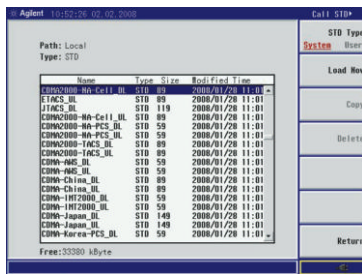 Agilent 10:52:26 02.02.2000
Call STD▸
Path: Local
Type: STD
STD Type
System User
Load Now
Copy
Delete
Return
Name Type Size Modified Time
CDMA2000-NA-Cell_DL STD 89 2008/01/28 11:01
ETACS_UL STD 89 2008/01/28 11:01
JTACS_DL STD 119 2008/01/28 11:01
CDMA2000-NA-Cell_UL STD 89 2008/01/28 11:01
CDMA2000-NA-PCS_DL STD 59 2008/01/28 11:01
CDMA2000-NA-PCS_UL STD 59 2008/01/28 11:01
CDMA2000-TACS_DL STD 89 2008/01/28 11:01
CDMA2000-TACS_UL STD 89 2008/01/28 11:01
CDMA-AWS_DL STD 59 2008/01/28 11:01
CDMA-AWS_UL STD 59 2008/01/28 11:01
CDMA-China_DL STD 89 2008/01/28 11:01
CDMA-China_UL STD 89 2008/01/28 11:01
CDMA-IMT2000_DL STD 59 2008/01/28 11:01
CDMA-IMT2000_UL STD 59 2008/01/28 11:01
CDMA-Japan_DL STD 149 2008/01/28 11:01
CDMA-Japan_UL STD 149 2008/01/28 11:01
CDMA-Korea-PCS_DL STD 59 2008/01/28 11:01
Free:33380 kByte